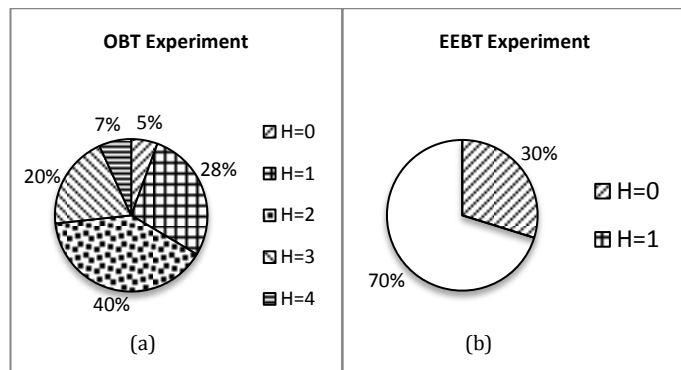 OBT Experiment
7%
5%
28%
20%
40%
H=0
H=1
H=2
H=3
H=4
(a)
EEBT Experiment
30%
70%
H=0
H=1
(b)